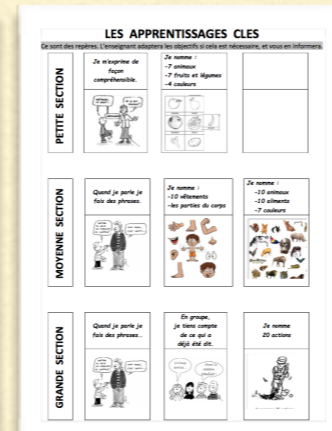 LES APPRENTISSAGES CLES
Ce sont des repères. L'enseignant adaptera les objectifs si cela est nécessaire, et vous en informera.
PETITE SECTION
Je m'exprime de
façon
compréhensible.
Je nomme :
-7 animaux
-7 fruits et légumes
-4 couleurs
MOYENNE SECTION
Quand je parle je
fais des phrases.
Je nomme :
-10 vêtements
-les parties du corps
Je nomme :
-10 animaux
-10 aliments
-7 couleurs
GRANDE SECTION
Quand je parle je
fais des phrases..
En groupe,
je tiens compte
de ce qui a
déjà été dit.
Je nomme
20 actions